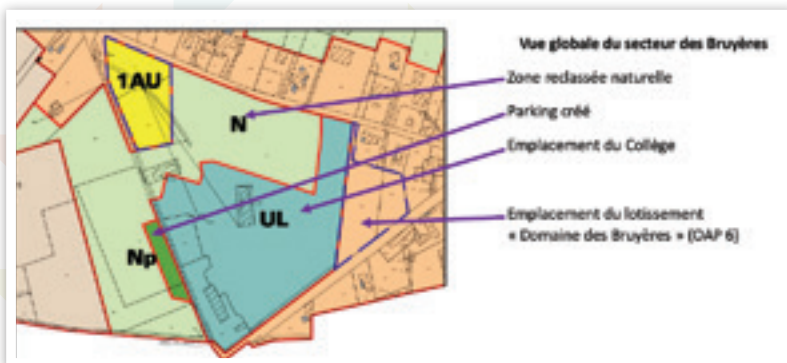 Vue globale du secteur des Bruyères
Zone reclassée naturelle
Parking créé
Emplacement du Collège
Emplacement du lotissement
« Domaine des Bruyères » (OAP 6)
1AU
N
UL
Np